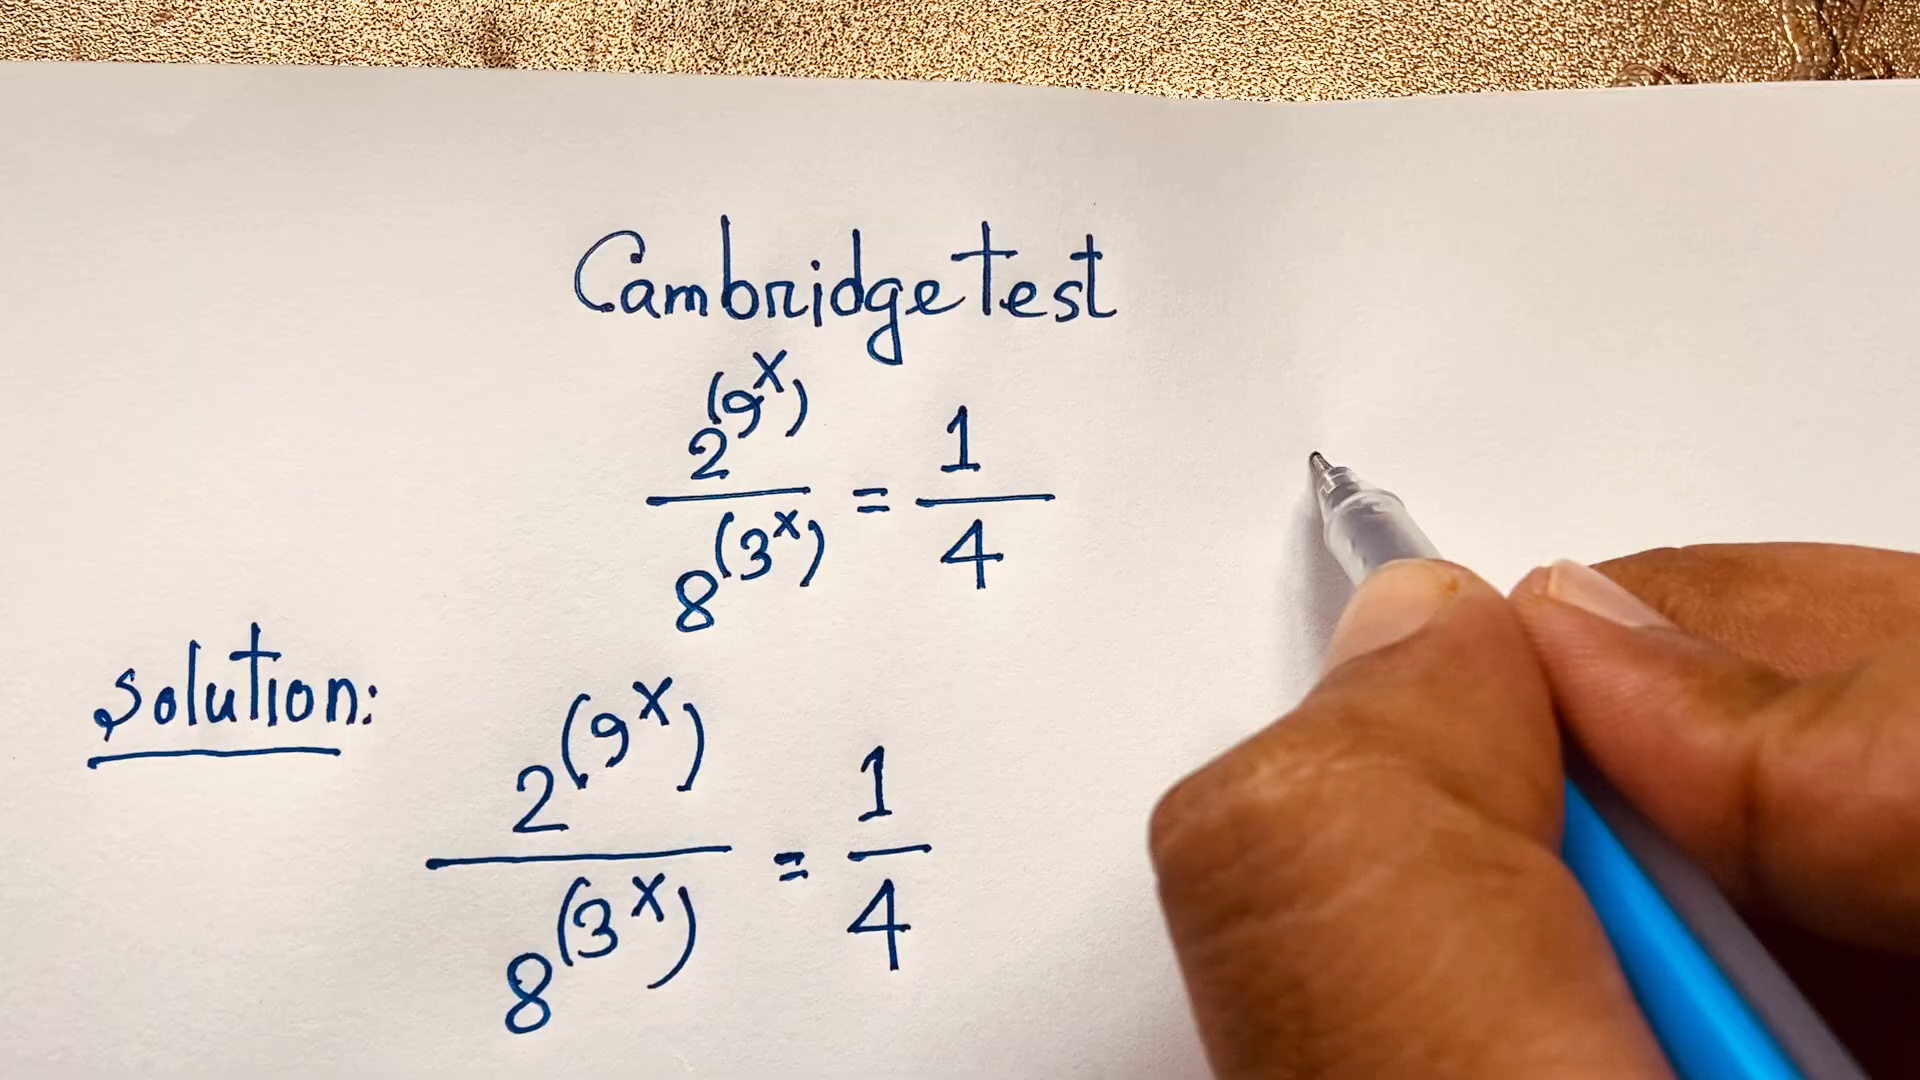 Cambridge Test
2^(9^x) / 8^(3^x) = 1/4
Solution:
2^(9^x) / 8^(3^x) = 1/4